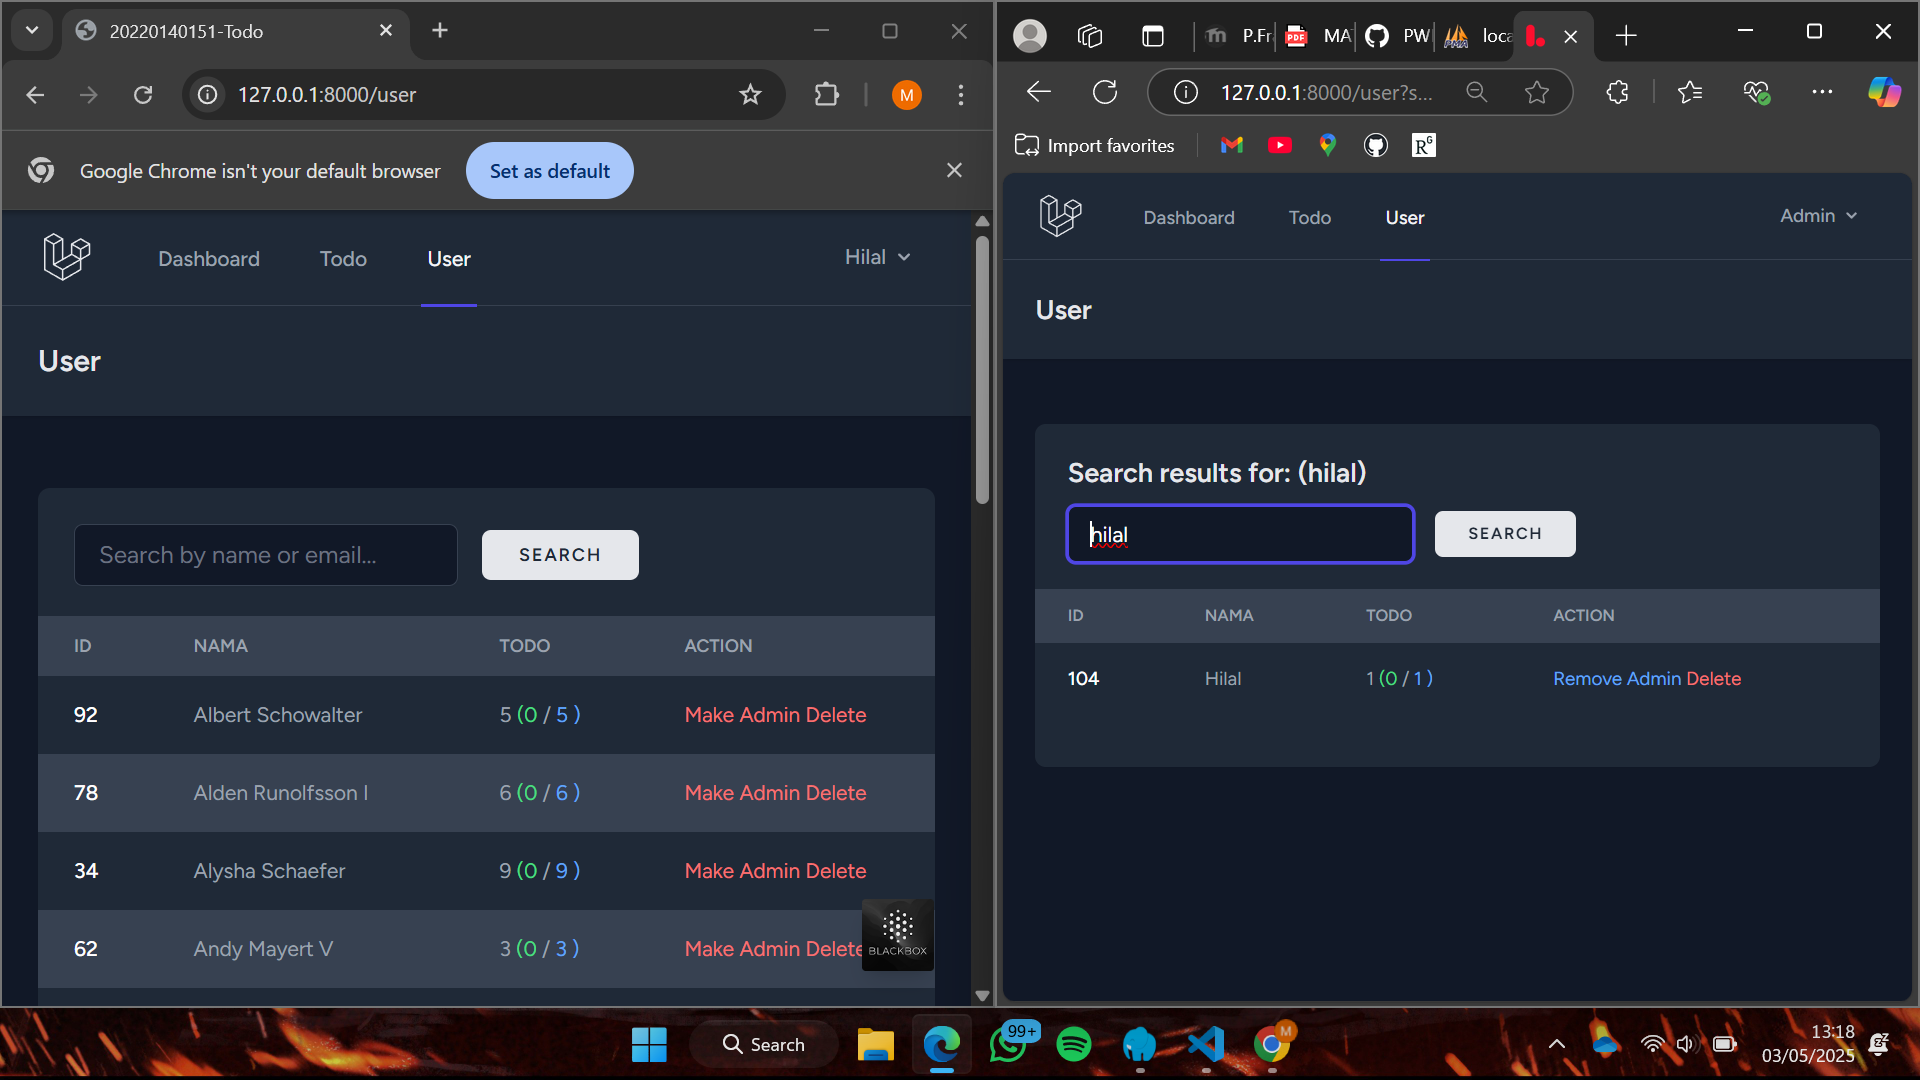 20220140151-Todo
127.0.0.1:8000/user
M
Google Chrome isn't your default browser
Set as default
Dashboard
Todo
User
Hilal
User
Search by name or email...
SEARCH
ID NAMA TODO ACTION
92 Albert Schowalter 5 (0 / 5 ) Make Admin Delete
78 Alden Runolfsson I 6 (0 / 6 ) Make Admin Delete
34 Alysha Schaefer 9 (0 / 9 ) Make Admin Delete
62 Andy Mayert V 3 (0 / 3 ) Make Admin Delete
BLACKBOX
m P.Fr
PDF MA
PW
PMA loca
127.0.0.1:8000/user?s...
Import favorites
RG
Dashboard
Todo
User
Admin
User
Search results for: (hilal)
hilal
SEARCH
ID NAMA TODO ACTION
104 Hilal 1 (0 / 1 ) Remove Admin Delete
Search
99+
M
13:18
03/05/2025